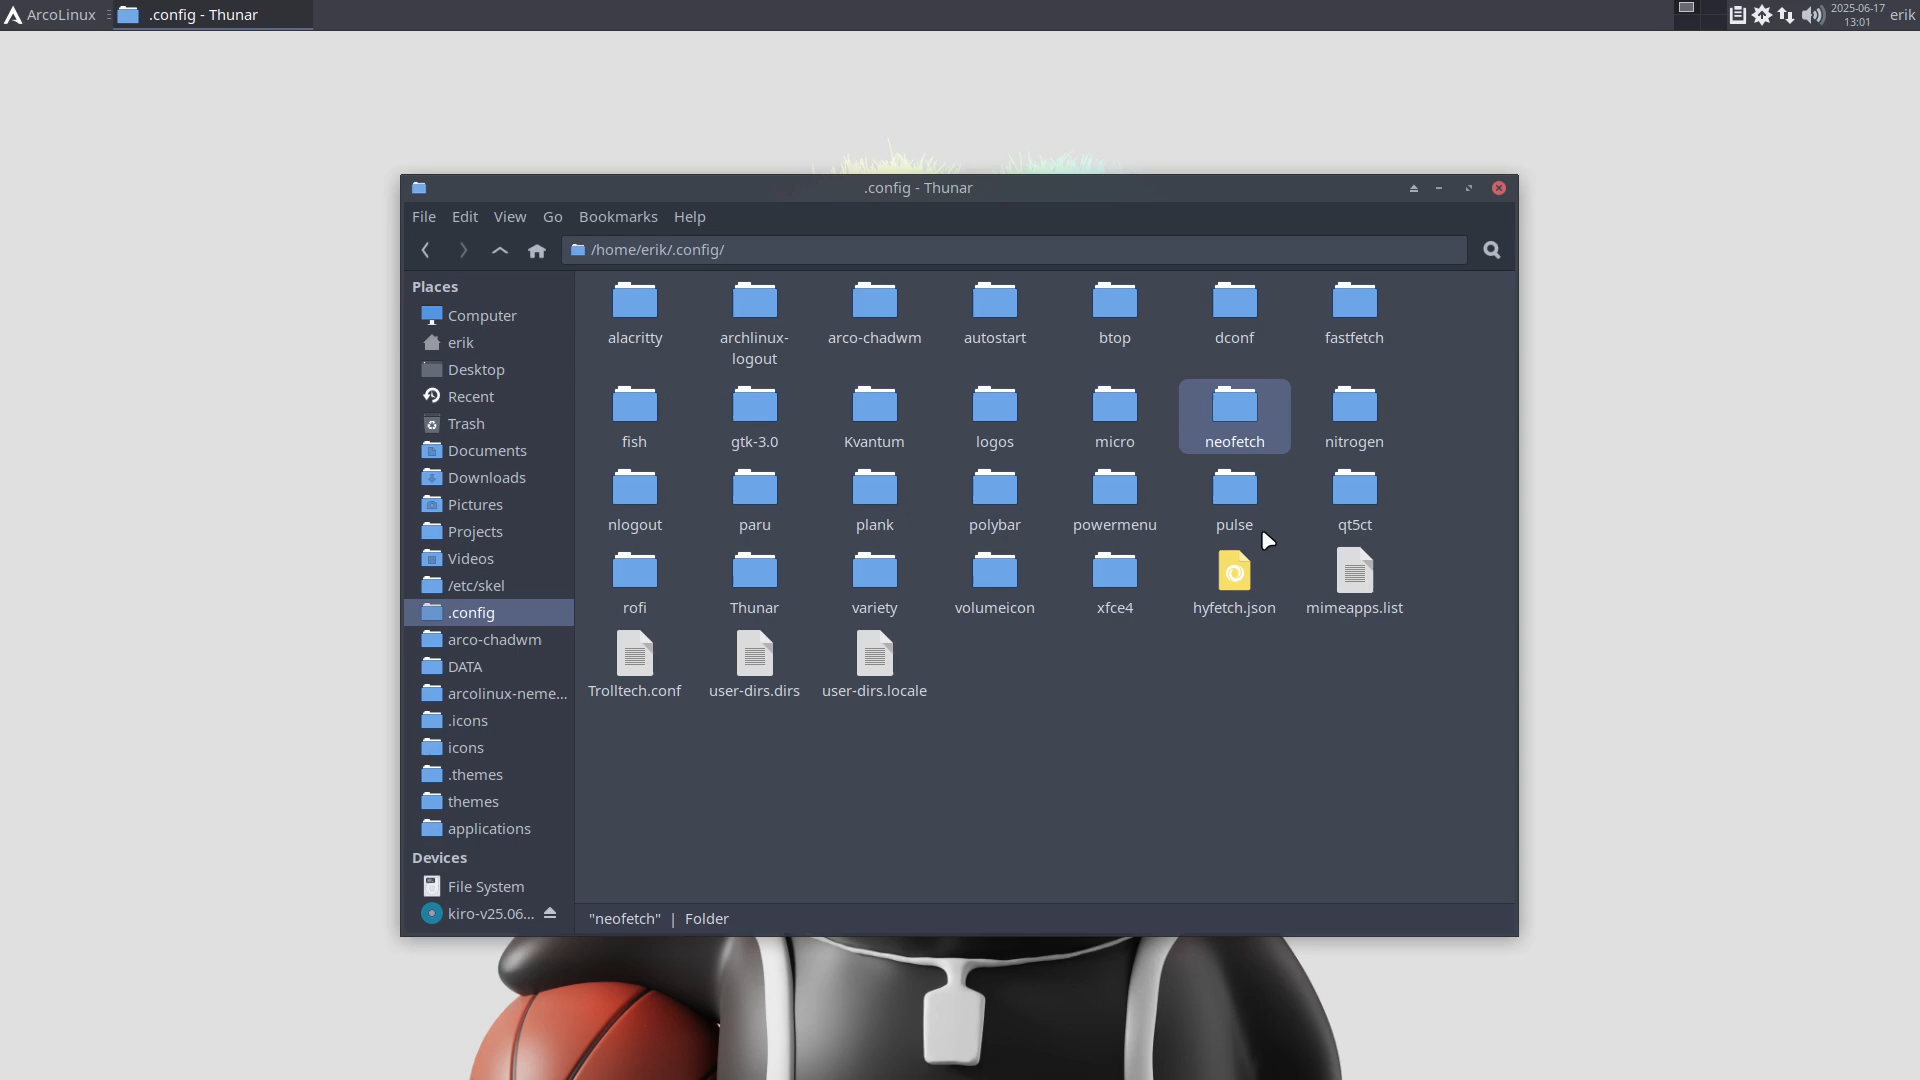 ArcoLinux
.config - Thunar
2025-06-17
13:01
erik
.config - Thunar
File Edit View Go Bookmarks Help
/home/erik/.config/
Places
Computer
erik
Desktop
Recent
Trash
Documents
Downloads
Pictures
Projects
Videos
/etc/skel
.config
arco-chadwm
DATA
arcolinux-neme...
.icons
icons
.themes
themes
applications
Devices
File System
kiro-v25.06...
alacritty
archlinux-
logout
arco-chadwm
autostart
btop
dconf
fastfetch
fish
gtk-3.0
Kvantum
logos
micro
neofetch
nitrogen
nlogout
paru
plank
polybar
powermenu
pulse
qt5ct
rofi
Thunar
variety
volumeicon
xfce4
hyfetch.json
mimeapps.list
Trolltech.conf
user-dirs.dirs
user-dirs.locale
"neofetch" | Folder